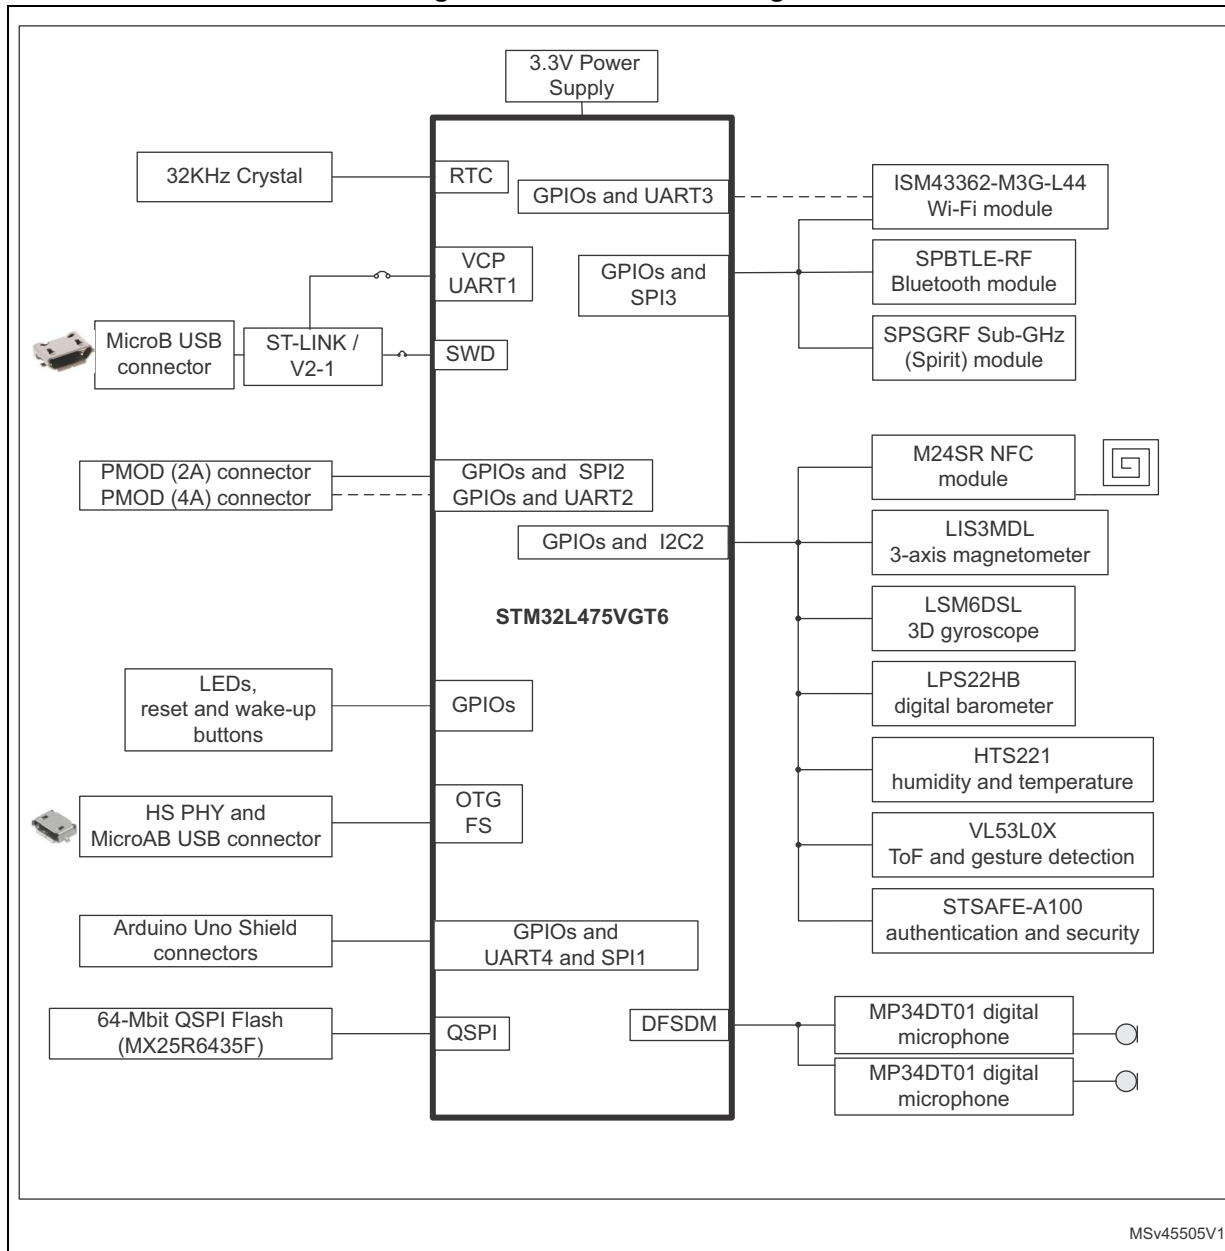 3.3V Power
Supply
32KHz Crystal
RTC
GPIOs and UART3
ISM43362-M3G-L44
Wi-Fi module
VCP
UART1
GPIOs and
SPI3
SPBTLE-RF
Bluetooth module
MicroB USB
connector
ST-LINK /
V2-1
SWD
SPSGRF Sub-GHz
(Spirit) module
PMOD (2A) connector
PMOD (4A) connector
GPIOs and SPI2
GPIOs and UART2
M24SR NFC
module
GPIOs and I2C2
LIS3MDL
3-axis magnetometer
STM32L475VGT6
LSM6DSL
3D gyroscope
LEDs,
reset and wake-up
buttons
GPIOs
LPS22HB
digital barometer
HTS221
humidity and temperature
HS PHY and
MicroAB USB connector
OTG
FS
VL53L0X
ToF and gesture detection
Arduino Uno Shield
connectors
GPIOs and
UART4 and SPI1
STSAFE-A100
authentication and security
64-Mbit QSPI Flash
(MX25R6435F)
QSPI
DFSDM
MP34DT01 digital
microphone
MP34DT01 digital
microphone
MSv45505V1